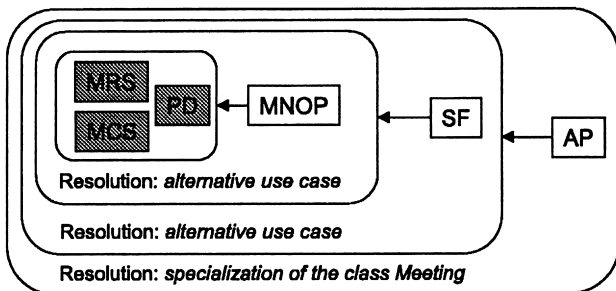 MRS
PD
MNOP
SF
AP
MCS
Resolution: alternative use case
Resolution: alternative use case
Resolution: specialization of the class Meeting